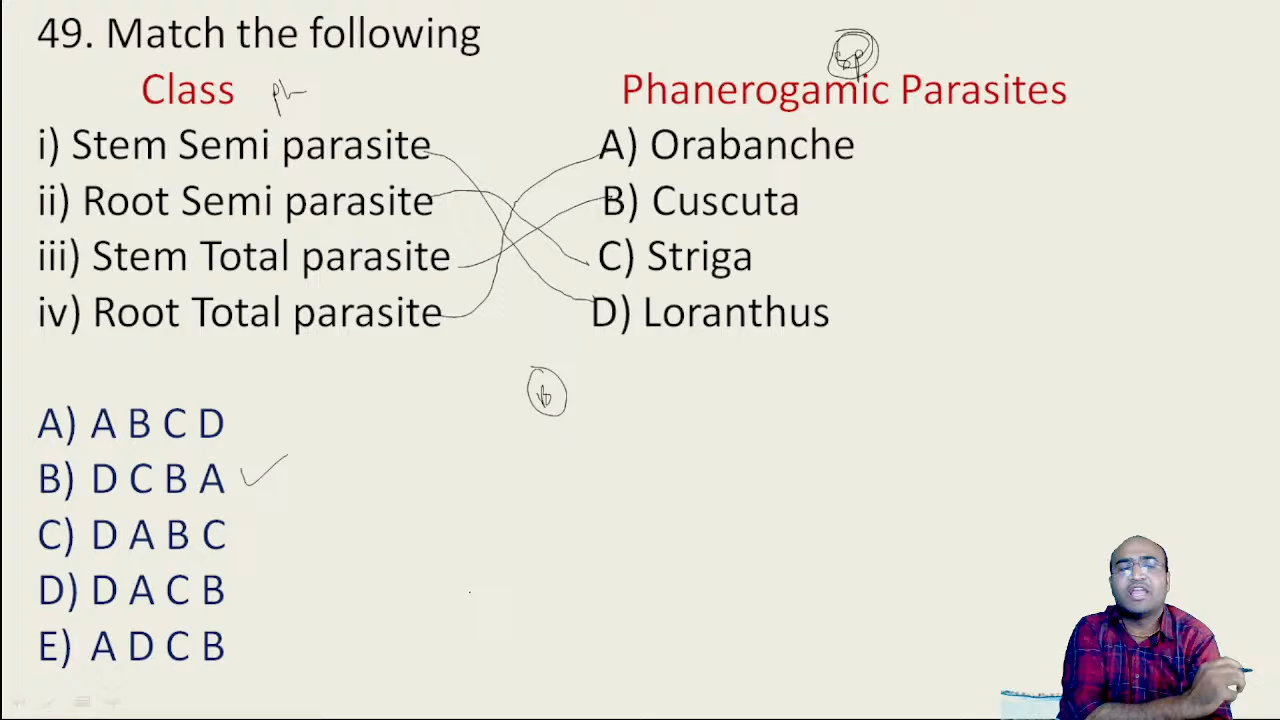 49. Match the following
Class
Phanerogamic Parasites
i) Stem Semi parasite
A) Orabanche
ii) Root Semi parasite
B) Cuscuta
iii) Stem Total parasite
C) Striga
iv) Root Total parasite
D) Loranthus
A) A B C D
B) D C B A
C) D A B C
D) D A C B
E) A D C B